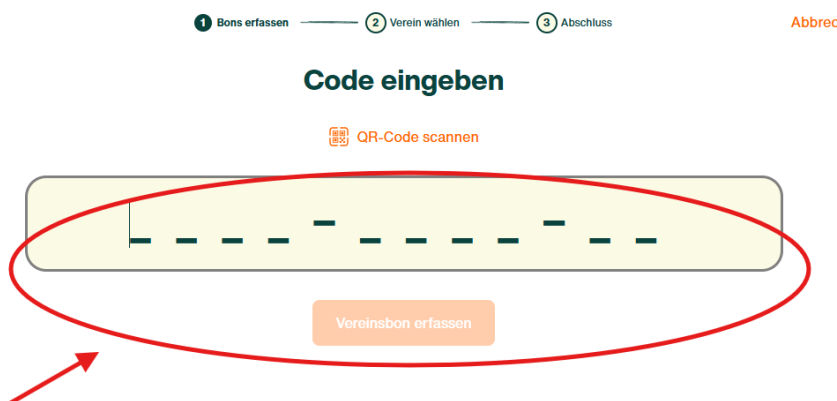 1 Bons erfassen 2 Verein wählen 3 Abschluss Abbrec
Code eingeben
QR-Code scannen
_ _ _ _ - _ _ _ _ - _ _
Vereinsbon erfassen